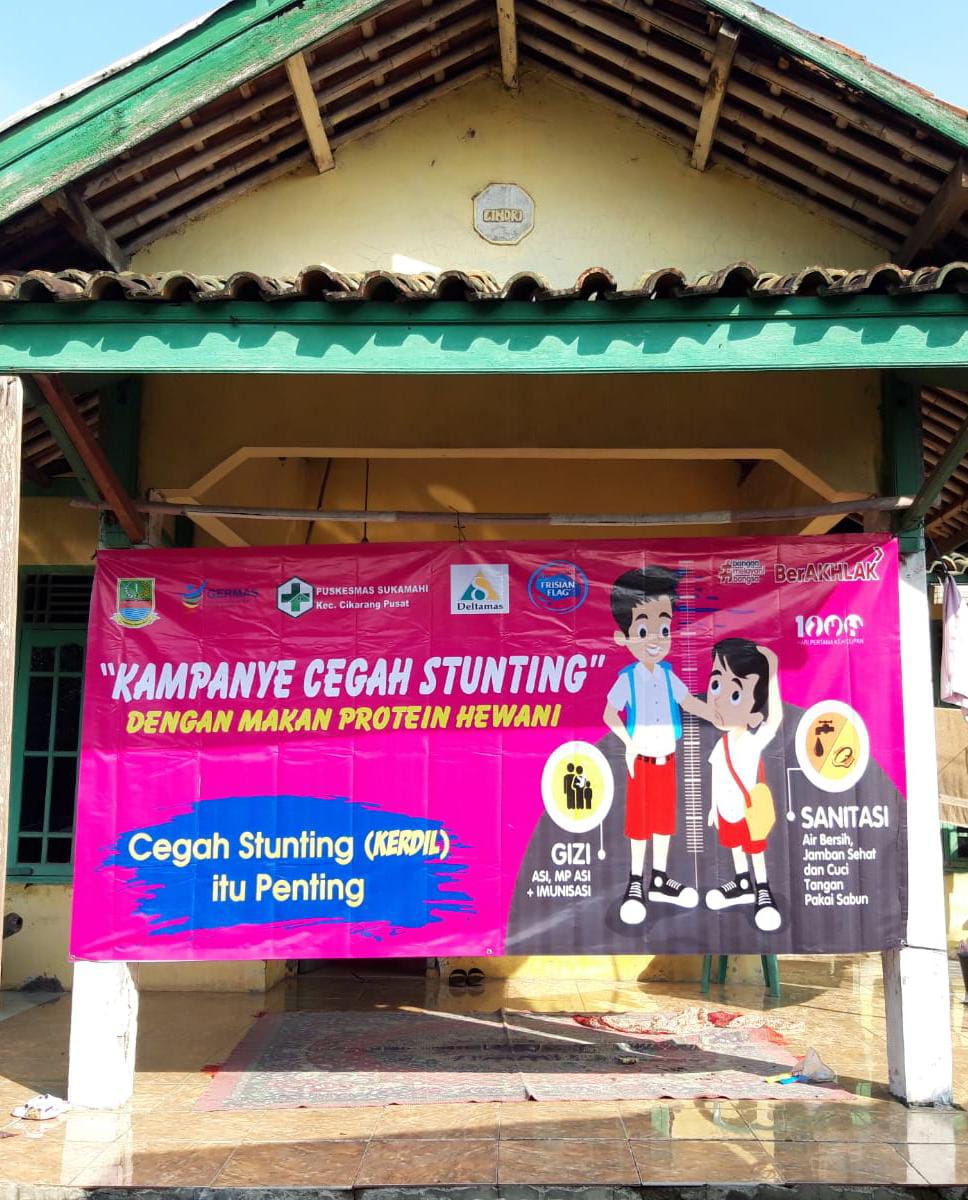 GERMAS
PUSKESMAS SUKAMAHI
Kec. Cikarang Pusat
Deltamas
FRISIAN
FLAG
#bangga
melayani
bangsa
BerAKHLAK
"KAMPANYE CEGAH STUNTING"
DENGAN MAKAN PROTEIN HEWANI
Cegah Stunting (KERDIL)
itu Penting
GIZI
ASI, MP ASI
+ IMUNISASI
SANITASI
Air Bersih,
Jamban Sehat
dan Cuci
Tangan
Pakai Sabun